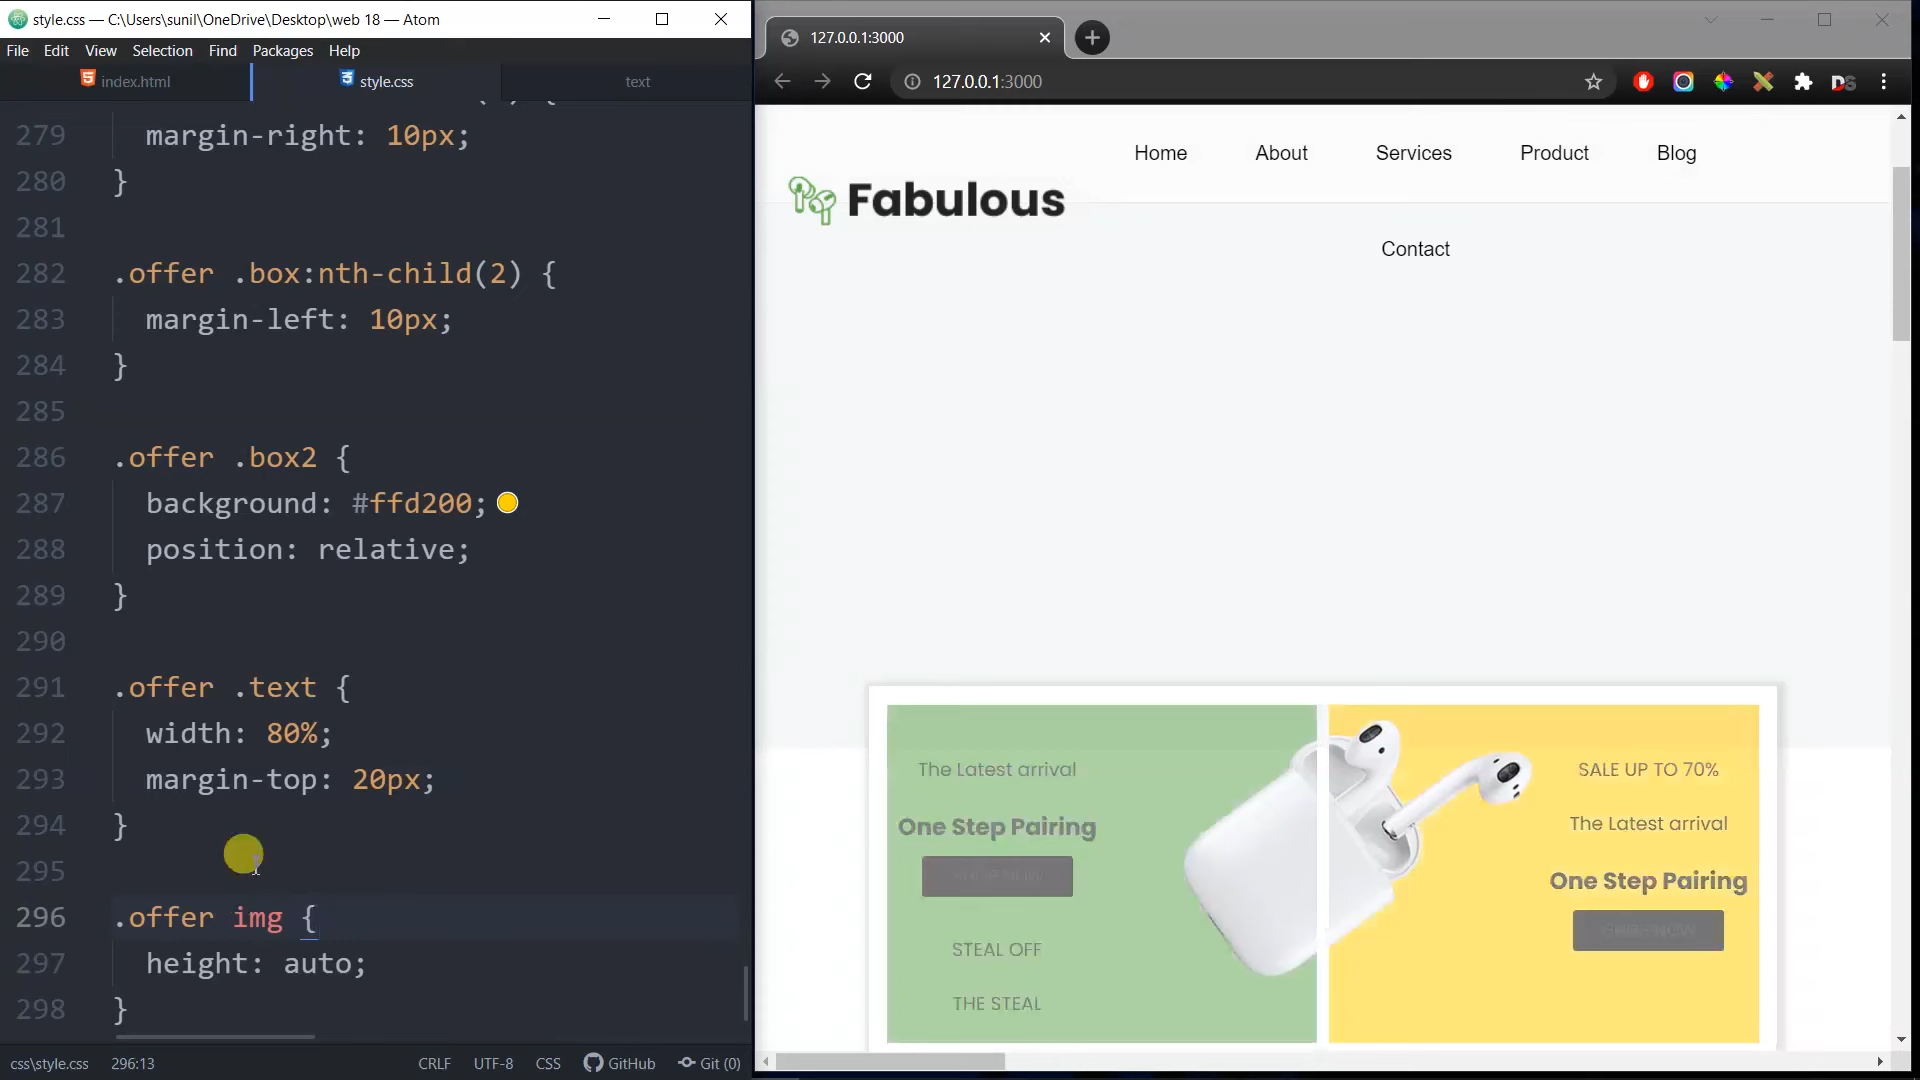 style.css — C:\Users\sunil\OneDrive\Desktop\web 18 — Atom
File Edit View Selection Find Packages Help
index.html style.css text
279 margin-right: 10px;
280 }
281
282 .offer .box:nth-child(2) {
283 margin-left: 10px;
284 }
285
286 .offer .box2 {
287 background: #ffd200;
288 position: relative;
289 }
290
291 .offer .text {
292 width: 80%;
293 margin-top: 20px;
294 }
295
296 .offer img {
297 height: auto;
298 }
css\style.css 296:13 CRLF UTF-8 CSS GitHub Git (0)
127.0.0.1:3000
127.0.0.1:3000
Home About Services Product Blog
Fabulous
Contact
The Latest arrival
One Step Pairing
STEAL OFF
THE STEAL
SALE UP TO 70%
The Latest arrival
One Step Pairing